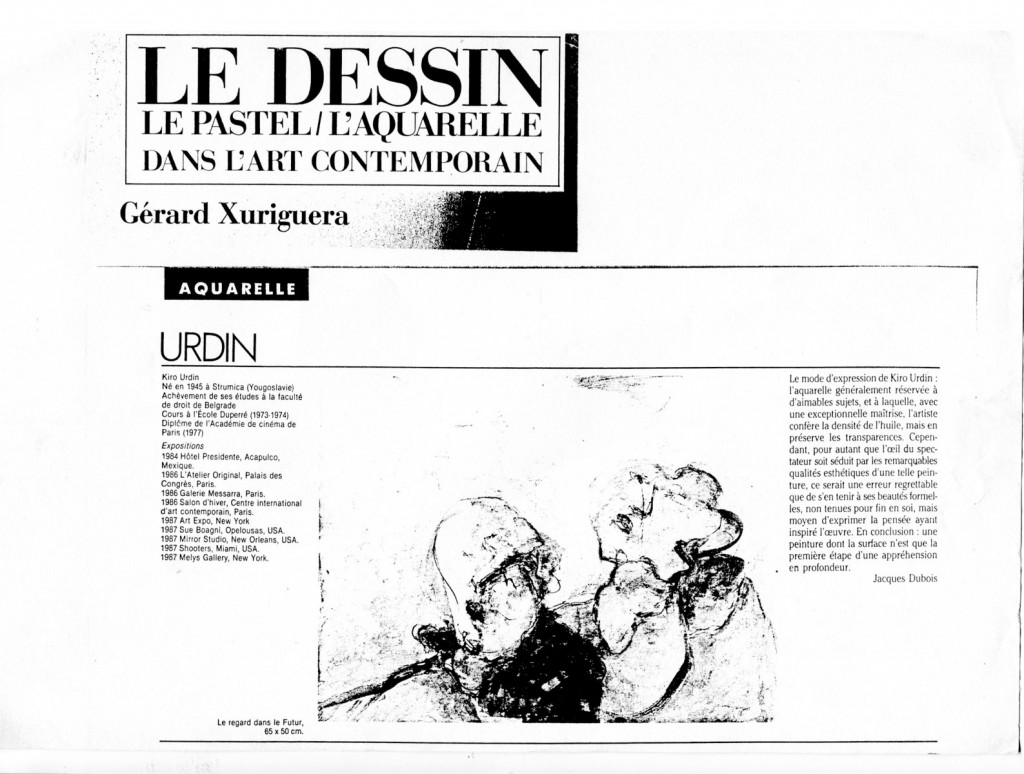 LE DESSIN
LE PASTEL/L'AQUARELLE
DANS L'ART CONTEMPORAIN
Gérard Xuriguera
AQUARELLE
URDIN
Kiro Urdin
Né en 1945 à Strumica (Yougoslavie)
Achèvement de ses études à la faculté
de droit de Belgrade
Cours à l'École Duperré (1973-1974)
Diplôme de l'Académie de cinéma de
Paris (1977)
Expositions
1984 Hôtel Presidente, Acapulco,
Mexique.
1986 L'Atelier Original, Palais des
Congrès, Paris.
1986 Galerie Messarra, Paris.
1986 Salon d'hiver, Centre international
d'art contemporain, Paris.
1987 Art Expo, New York
1987 Sue Boagni, Opelousas, USA.
1987 Mirror Studio, New Orleans, USA.
1987 Shooters, Miami, USA.
1987 Melys Gallery, New York.
Le regard dans le Futur,
65 x 50 cm.
Le mode d'expression de Kiro Urdin :
l'aquarelle généralement réservée à
d'aimables sujets, et à laquelle, avec
une exceptionnelle maîtrise, l'artiste
confère la densité de l'huile, mais en
préserve les transparences. Cepen-
dant, pour autant que l'œil du spec-
tateur soit séduit par les remarquables
qualités esthétiques d'une telle pein-
ture, ce serait une erreur regrettable
que de s'en tenir à ses beautés formel-
les, non tenues pour fin en soi, mais
moyen d'exprimer la pensée ayant
inspiré l'œuvre. En conclusion : une
peinture dont la surface n'est que la
première étape d'une appréhension
en profondeur.
Jacques Dubois